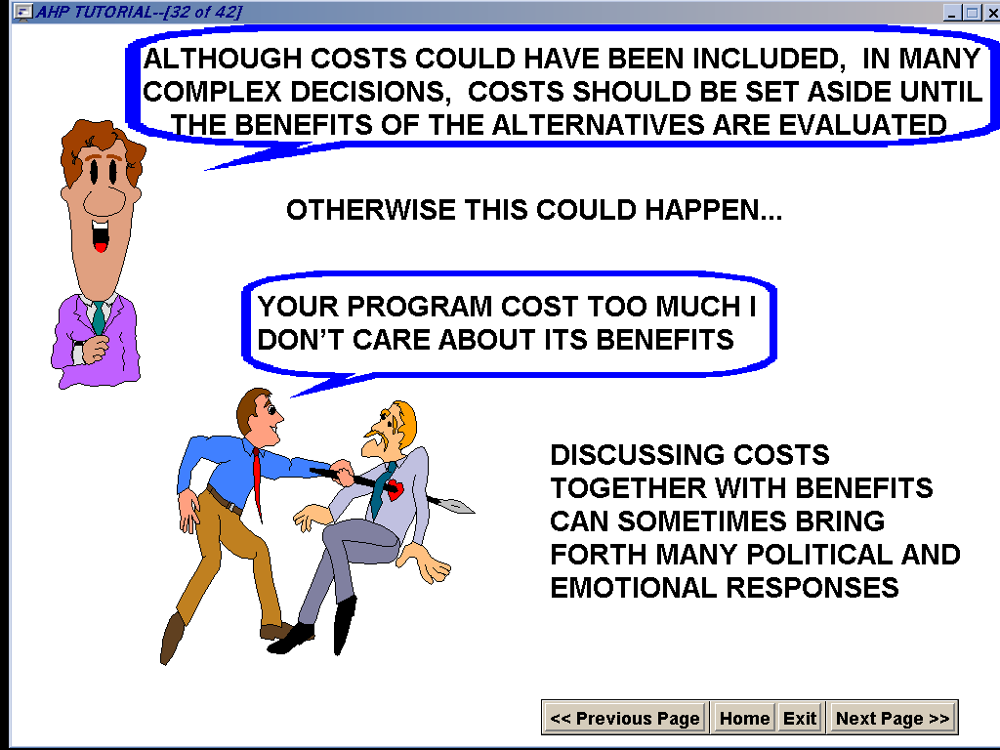 AHP TUTORIAL--[32 of 42]
ALTHOUGH COSTS COULD HAVE BEEN INCLUDED, IN MANY
COMPLEX DECISIONS, COSTS SHOULD BE SET ASIDE UNTIL
THE BENEFITS OF THE ALTERNATIVES ARE EVALUATED
OTHERWISE THIS COULD HAPPEN...
YOUR PROGRAM COST TOO MUCH I
DON'T CARE ABOUT ITS BENEFITS
DISCUSSING COSTS
TOGETHER WITH BENEFITS
CAN SOMETIMES BRING
FORTH MANY POLITICAL AND
EMOTIONAL RESPONSES
<< Previous Page Home Exit Next Page >>